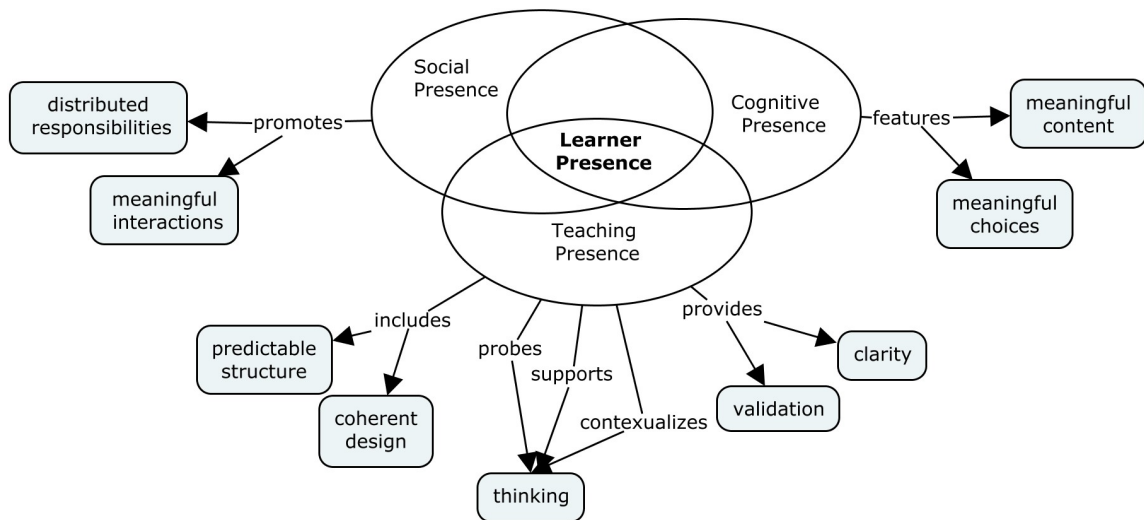 Social
Presence
Cognitive
Presence
distributed
responsibilities
promotes
features
meaningful
content
Learner
Presence
meaningful
interactions
meaningful
choices
Teaching
Presence
includes
provides
predictable
structure
probes
supports
clarity
coherent
design
contexualizes
validation
thinking